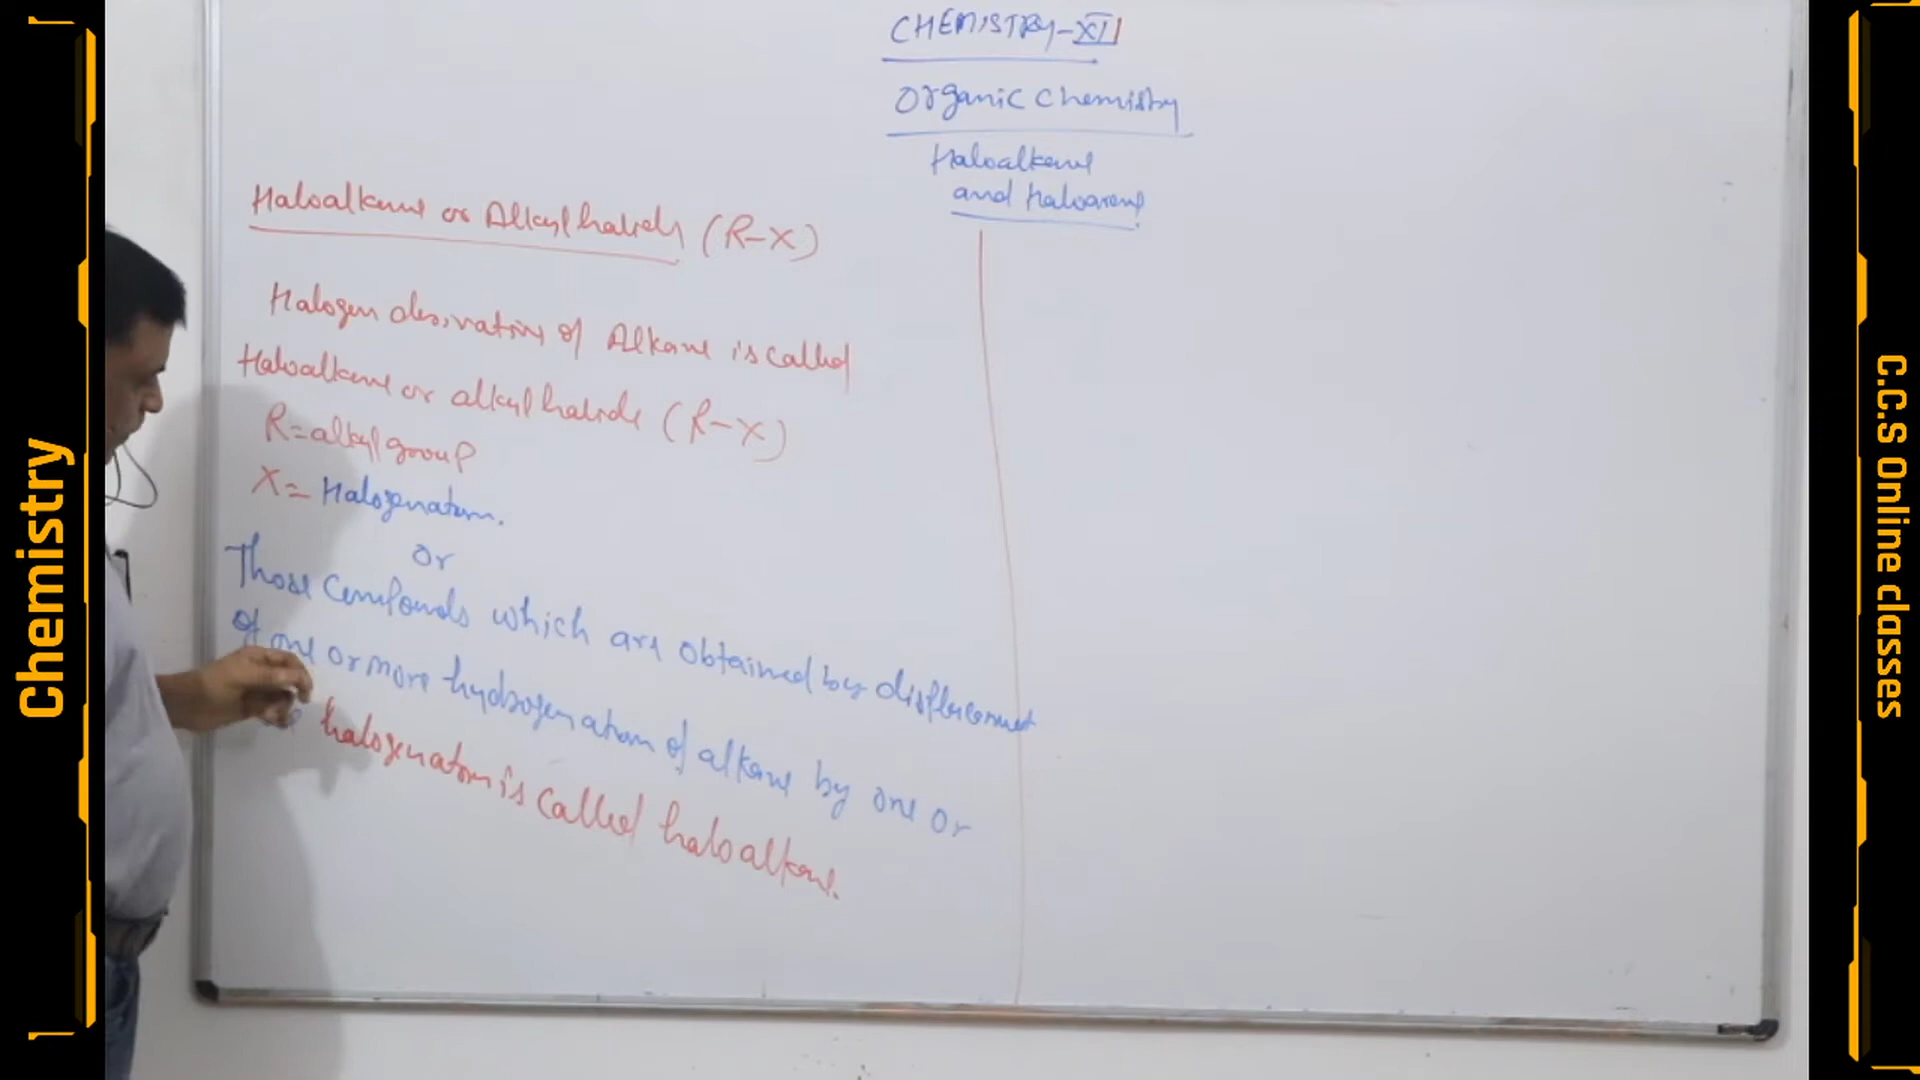 CHEMISTRY-XII
Organic Chemistry
Haloalkane
and haloarene
Haloalkane or Alkyl halids (R-X)
Halogen derivative of Alkane is called
Haloalkane or alkyl halide (R-X)
R=alkyl group
X= Halogen atom.
Or
Those Compounds which are obtained by displacement
of one or more hydrogen atom of alkane by one or
halogen atom is called haloalkane.
Chemistry
C.C.S Online classes